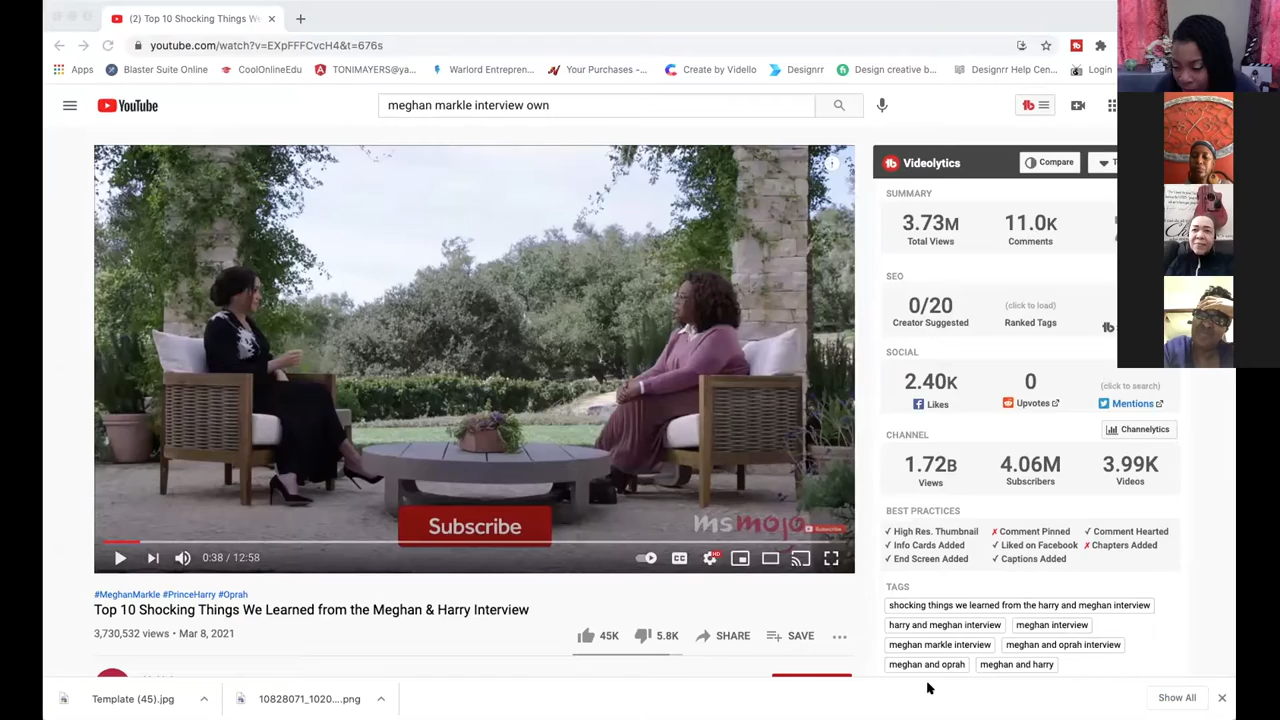 (2) Top 10 Shocking Things We
youtube.com/watch?v=EXpFFFCvcH4&t=676s
Apps Blaster Suite Online CoolOnlineEdu TONIMAYERS@ya... Warlord Entrepren... Your Purchases -... Create by Vidello Designrr Design creative b... Designrr Help Cen... Login
YouTube
meghan markle interview own
Videolytics Compare
SUMMARY
3.73M 11.0K
Total Views Comments
SEO
0/20 (click to load)
Creator Suggested Ranked Tags
SOCIAL
2.40K 0 (click to search)
Likes Upvotes Mentions
CHANNEL Channelytics
1.72B 4.06M 3.99K
Views Subscribers Videos
BEST PRACTICES
✓ High Res. Thumbnail ✗ Comment Pinned ✓ Comment Hearted
✓ Info Cards Added ✓ Liked on Facebook ✗ Chapters Added
✓ End Screen Added ✓ Captions Added
TAGS
shocking things we learned from the harry and meghan interview
harry and meghan interview meghan interview
meghan markle interview meghan and oprah interview
meghan and oprah meghan and harry
Subscribe
msmojo Subscribe
0:38 / 12:58 CC HD
#MeghanMarkle #PrinceHarry #Oprah
Top 10 Shocking Things We Learned from the Meghan & Harry Interview
3,730,532 views • Mar 8, 2021 45K 5.8K SHARE SAVE
Template (45).jpg 10828071_1020....png Show All